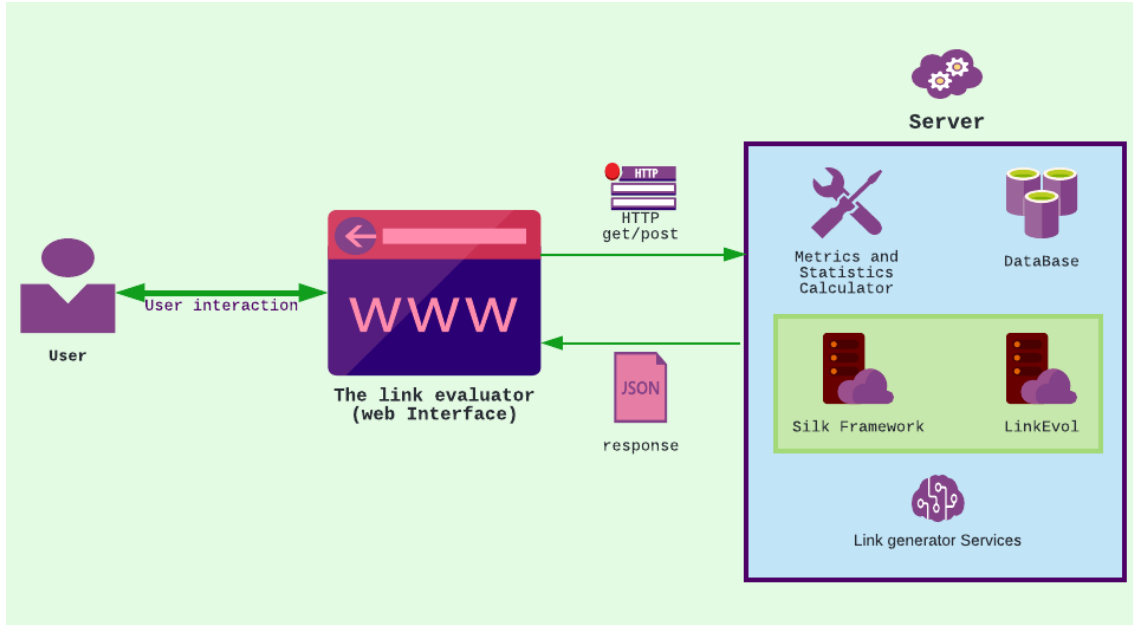 Server
HTTP
HTTP
get/post
Metrics and
Statistics
Calculator
DataBase
WWW
User interaction
User
The link evaluator
(web Interface)
JSON
response
Silk Framework
LinkEvol
Link generator Services